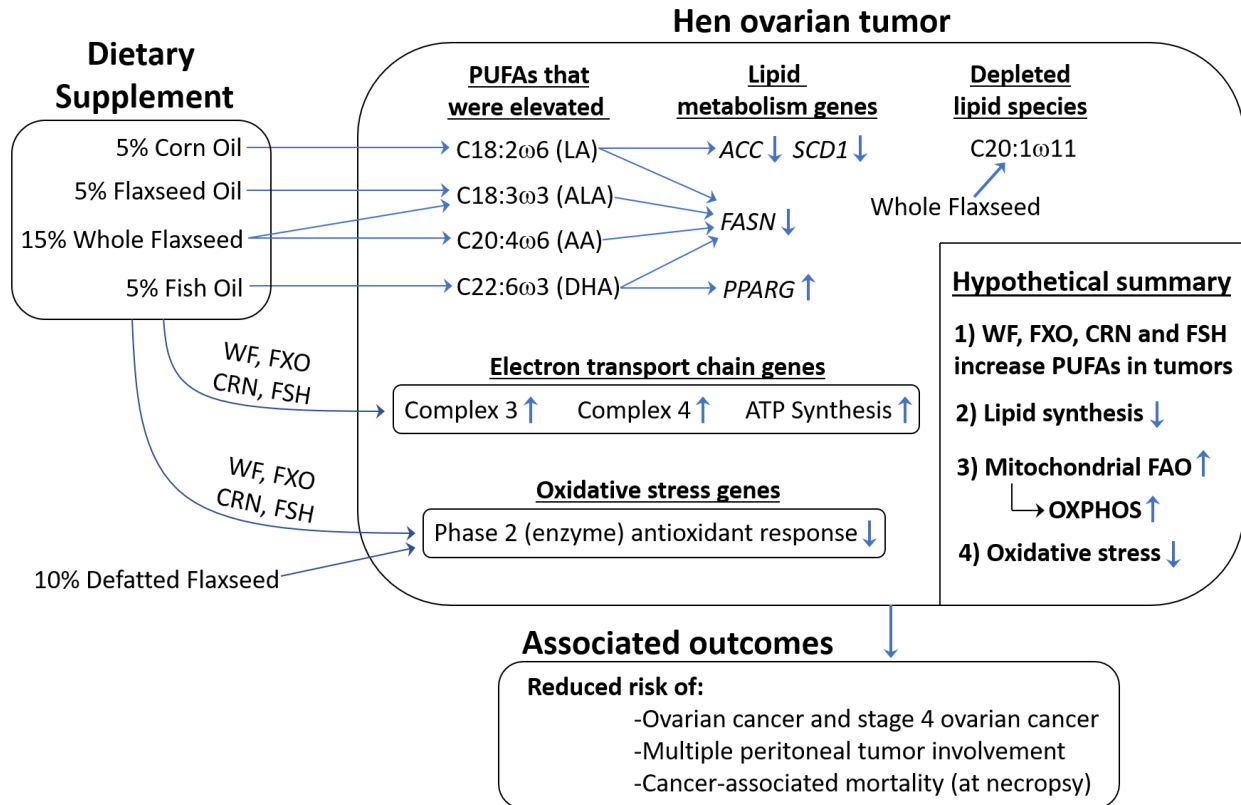 Hen ovarian tumor
Dietary
Supplement
5% Corn Oil
5% Flaxseed Oil
15% Whole Flaxseed
5% Fish Oil
PUFAs that
were elevated
C18:2ω6 (LA)
C18:3ω3 (ALA)
C20:4ω6 (AA)
C22:6ω3 (DHA)
Lipid
metabolism genes
ACC↓ SCD1↓
FASN↓
PPARG↑
Depleted
lipid species
C20:1ω11
Whole Flaxseed
WF, FXO
CRN, FSH
Electron transport chain genes
Complex 3↑ Complex 4↑ ATP Synthesis↑
WF, FXO
CRN, FSH
Oxidative stress genes
Phase 2 (enzyme) antioxidant response↓
10% Defatted Flaxseed
Hypothetical summary
1) WF, FXO, CRN and FSH
increase PUFAs in tumors
2) Lipid synthesis↓
3) Mitochondrial FAO↑
OXPHOS↑
4) Oxidative stress↓
Associated outcomes
Reduced risk of:
-Ovarian cancer and stage 4 ovarian cancer
-Multiple peritoneal tumor involvement
-Cancer-associated mortality (at necropsy)